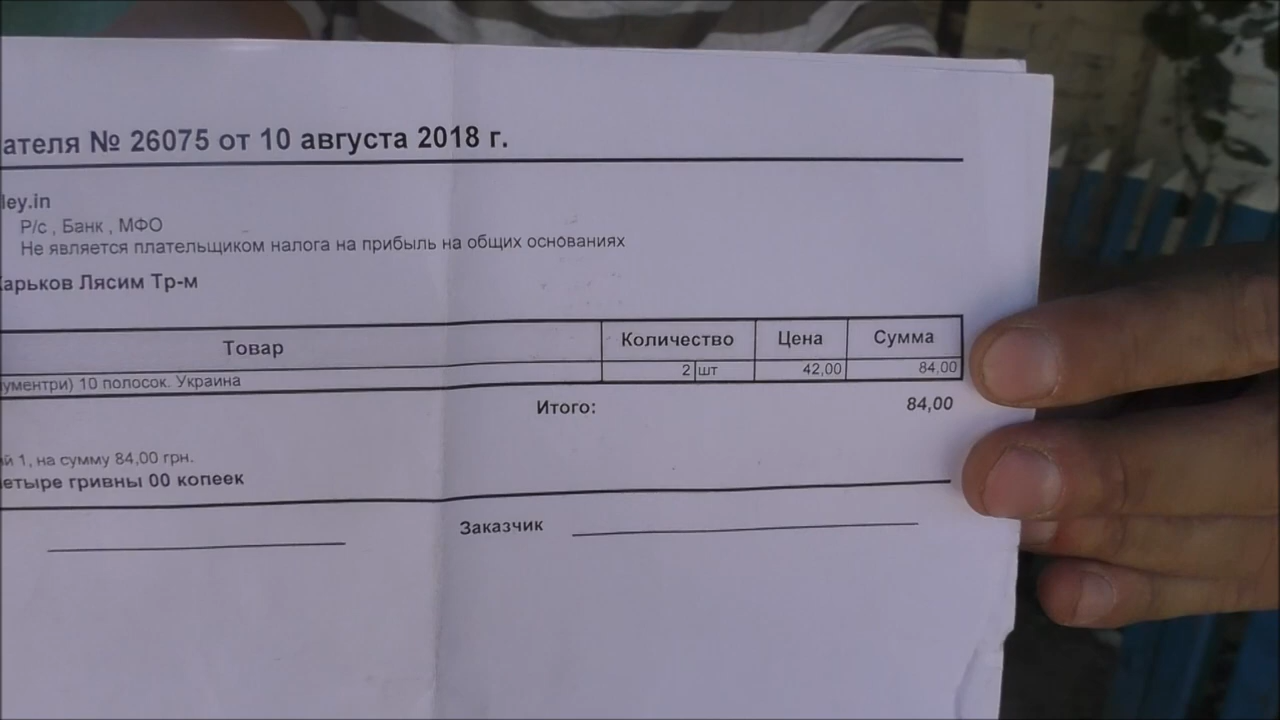 ателя № 26075 от 10 августа 2018 г.
ley.in
Р/с , Банк , МФО
Не является плательщиком налога на прибыль на общих основаниях
Харьков Лясим Тр-м
Товар Количество Цена Сумма
ументри) 10 полосок. Украина 2 шт 42,00 84,00
Итого: 84,00
й 1, на сумму 84,00 грн.
етыре гривны 00 копеек
Заказчик